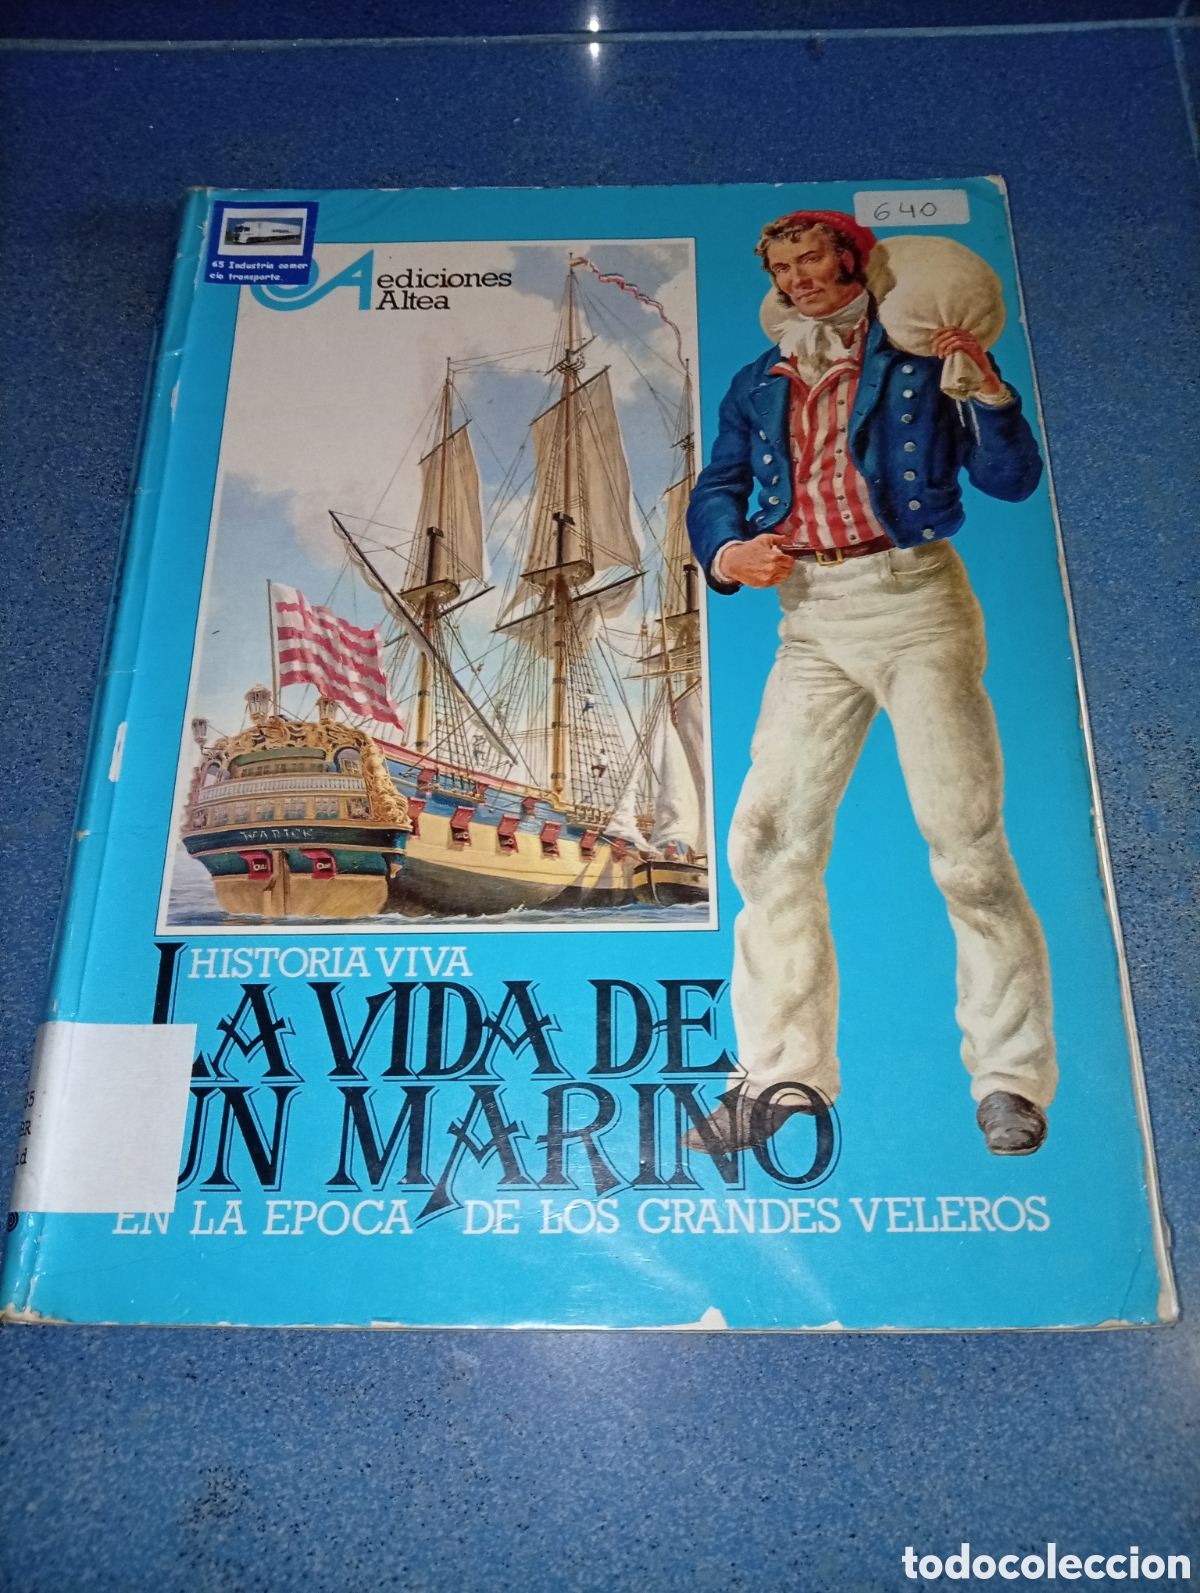 640
65 Industria comer
cio transporte.
A ediciones
Altea
WARICK
HISTORIA VIVA
LA VIDA DE
UN MARINO
EN LA EPOCA DE LOS GRANDES VELEROS
todocoleccion